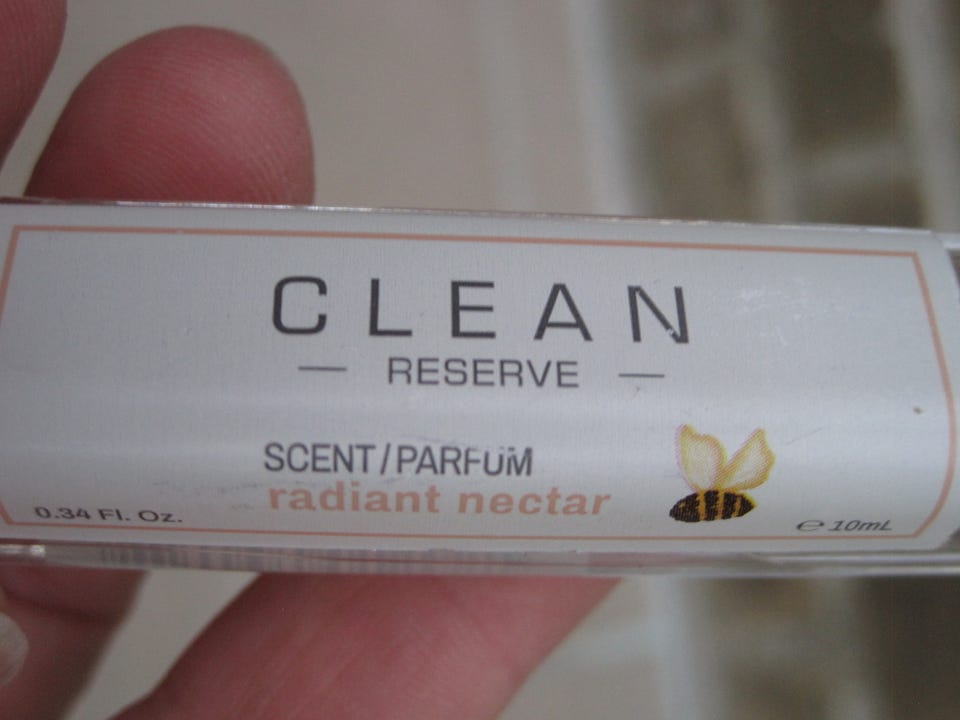 CLEAN
— RESERVE —
SCENT/PARFUM
radiant nectar
0.34 Fl. Oz.
℮ 10mL